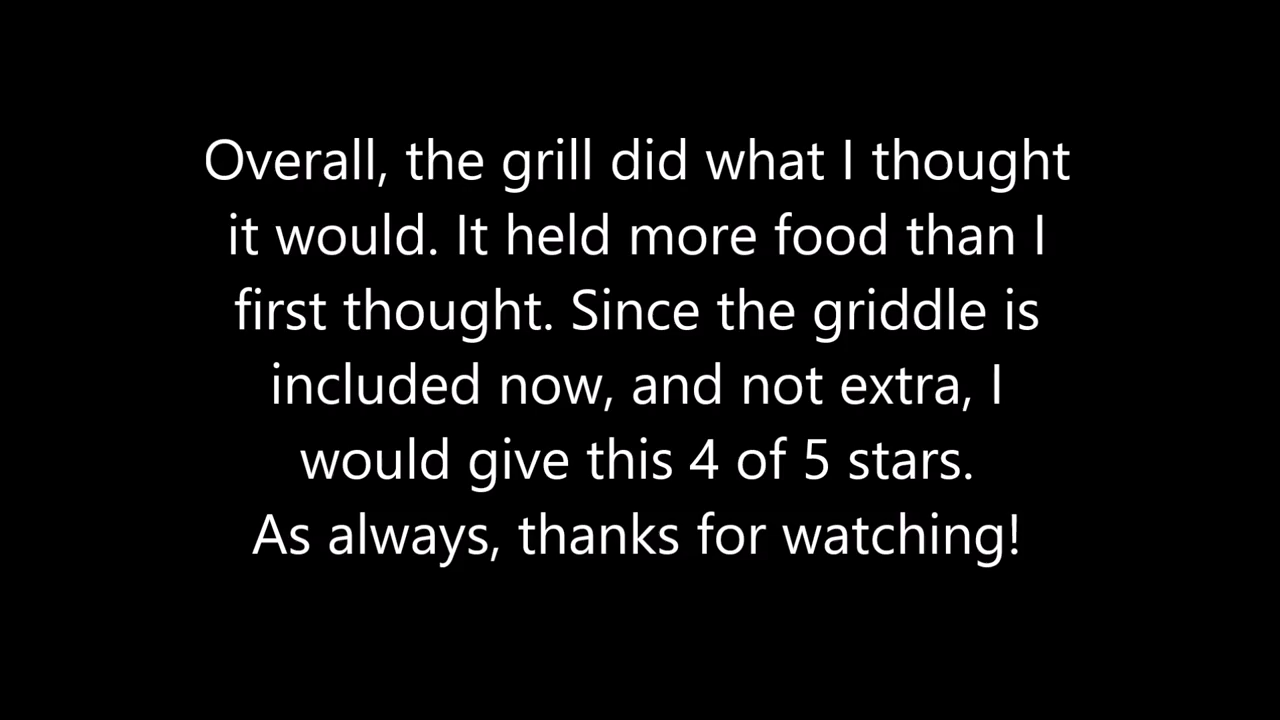 Overall, the grill did what I thought
it would. It held more food than I
first thought. Since the griddle is
included now, and not extra, I
would give this 4 of 5 stars.
As always, thanks for watching!